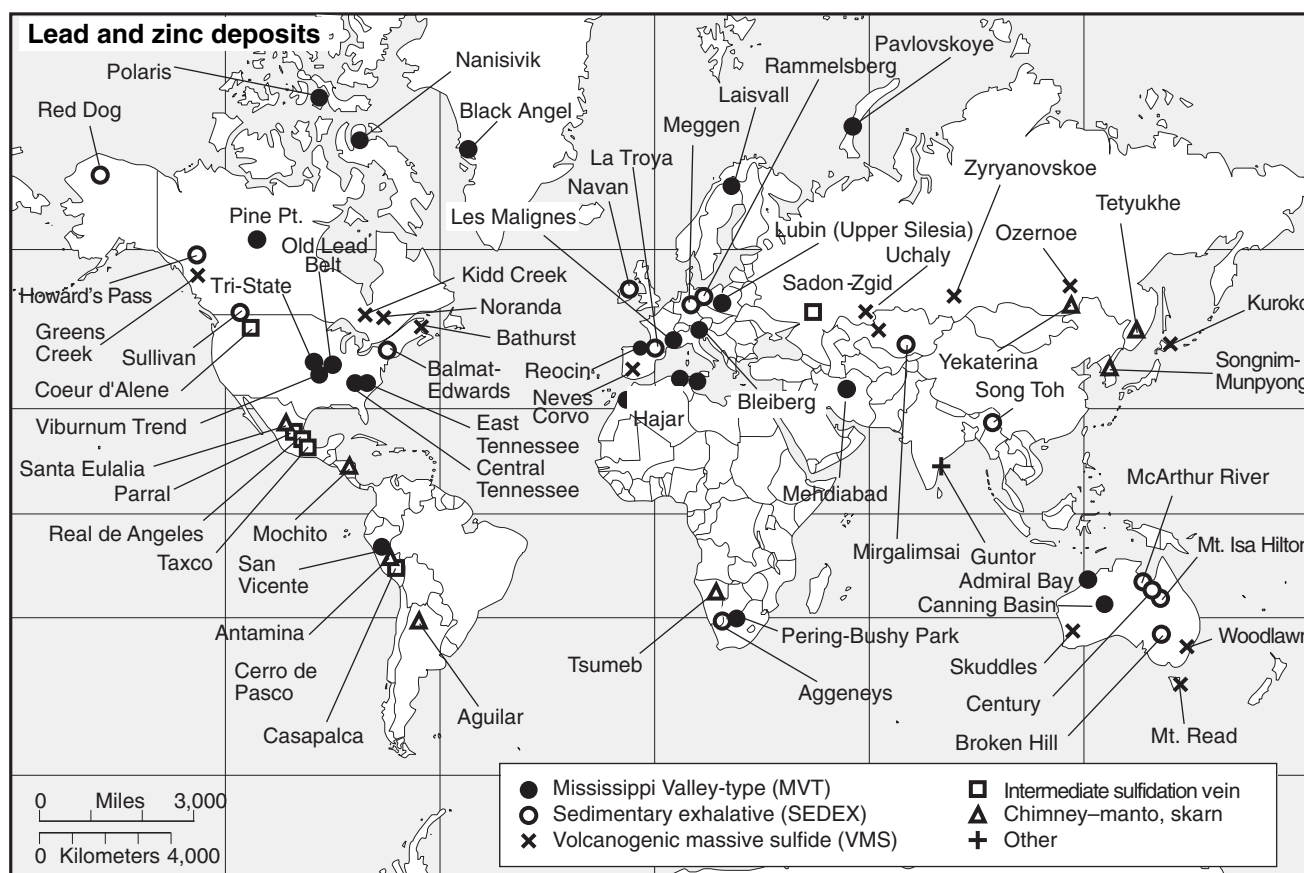 Lead and zinc deposits
Polaris
Nanisivik
Pavlovskoye
Rammelsberg
Red Dog
Black Angel
Laisvall
Meggen
La Troya
Navan
Zyryanovskoe
Tetyukhe
Pine Pt.
Les Malignes
Lubin (Upper Silesia)
Ozernoe
Old Lead
Belt
Uchaly
Howard's Pass
Tri-State
Kidd Creek
Sadon-Zgid
Noranda
Kuroko
Greens
Creek
Bathurst
Sullivan
Coeur d'Alene
Balmat-
Edwards
Reocin
Yekaterina
Songnim-
Munpyong
Neves
Corvo
Hajar
Bleiberg
Song Toh
Viburnum Trend
East
Tennessee
Santa Eulalia
Central
Tennessee
Parral
Mehdiabad
McArthur River
Real de Angeles
Mochito
Taxco
San
Vicente
Mirgalimsai
Guntor
Mt. Isa Hilton
Admiral Bay
Canning Basin
Antamina
Pering-Bushy Park
Woodlawn
Cerro de
Pasco
Tsumeb
Skuddles
Aggeneys
Century
Casapalca
Aguilar
Broken Hill
Mt. Read
0 Miles 3,000
0 Kilometers 4,000
Mississippi Valley-type (MVT)
Sedimentary exhalative (SEDEX)
Volcanogenic massive sulfide (VMS)
Intermediate sulfidation vein
Chimney–manto, skarn
Other